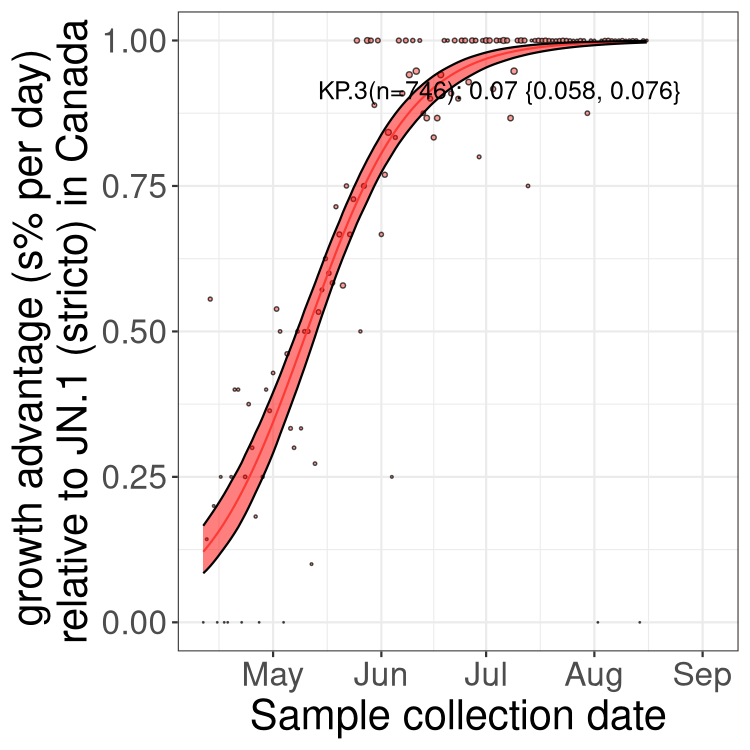 growth advantage (s% per day)
relative to JN.1 (stricto) in Canada
1.00
0.75
0.50
0.25
0.00
KP.3(n=746): 0.07 {0.058, 0.076}
May Jun Jul Aug Sep
Sample collection date